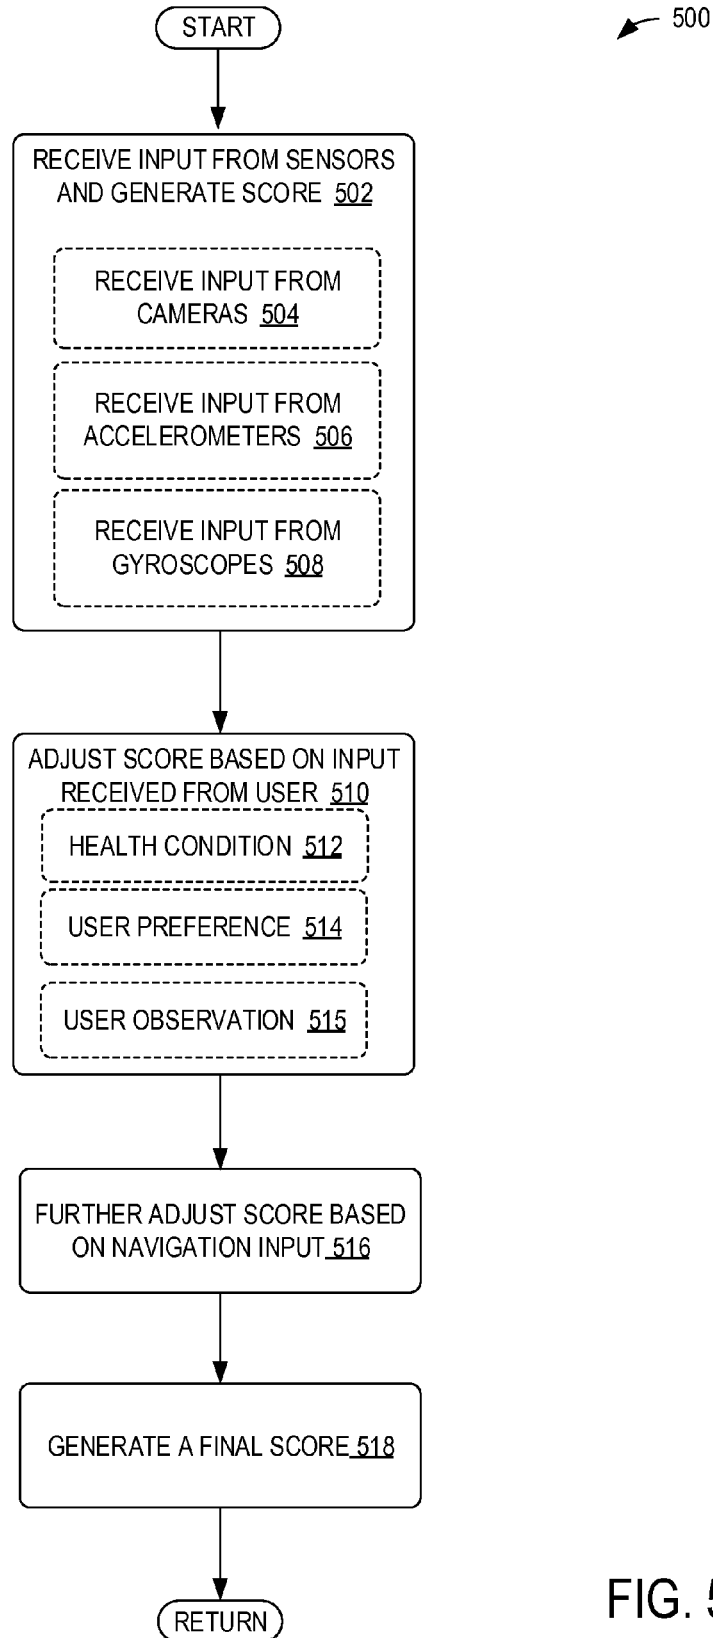 START
500
RECEIVE INPUT FROM SENSORS
AND GENERATE SCORE 502
RECEIVE INPUT FROM
CAMERAS 504
RECEIVE INPUT FROM
ACCELEROMETERS 506
RECEIVE INPUT FROM
GYROSCOPES 508
ADJUST SCORE BASED ON INPUT
RECEIVED FROM USER 510
HEALTH CONDITION 512
USER PREFERENCE 514
USER OBSERVATION 515
FURTHER ADJUST SCORE BASED
ON NAVIGATION INPUT 516
GENERATE A FINAL SCORE 518
RETURN
FIG. 5